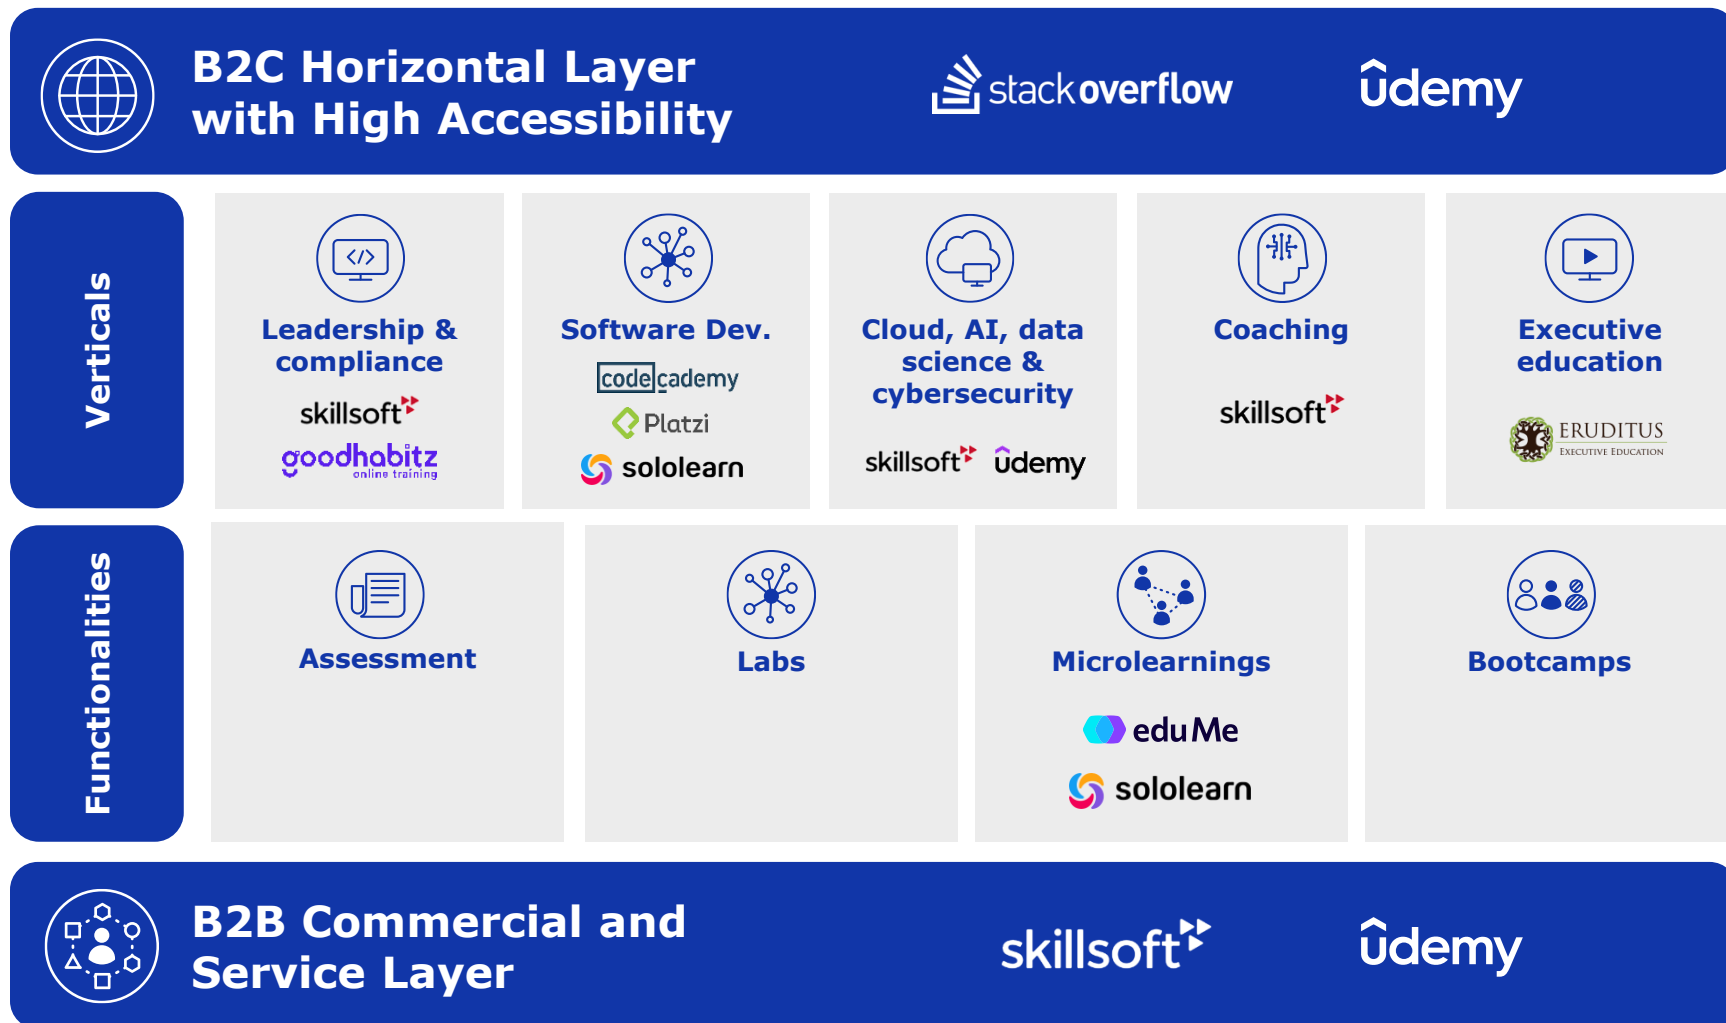 B2C Horizontal Layer
with High Accessibility
stackoverflow
ûdemy
Verticals
Leadership &
compliance
skillsoft
goodhabitz
online training
Software Dev.
codecademy
Platzi
sololearn
Cloud, AI, data
science &
cybersecurity
skillsoft
ûdemy
Coaching
skillsoft
Executive
education
ERUDITUS
EXECUTIVE EDUCATION
Functionalities
Assessment
Labs
Microlearnings
eduMe
sololearn
Bootcamps
B2B Commercial and
Service Layer
skillsoft
ûdemy